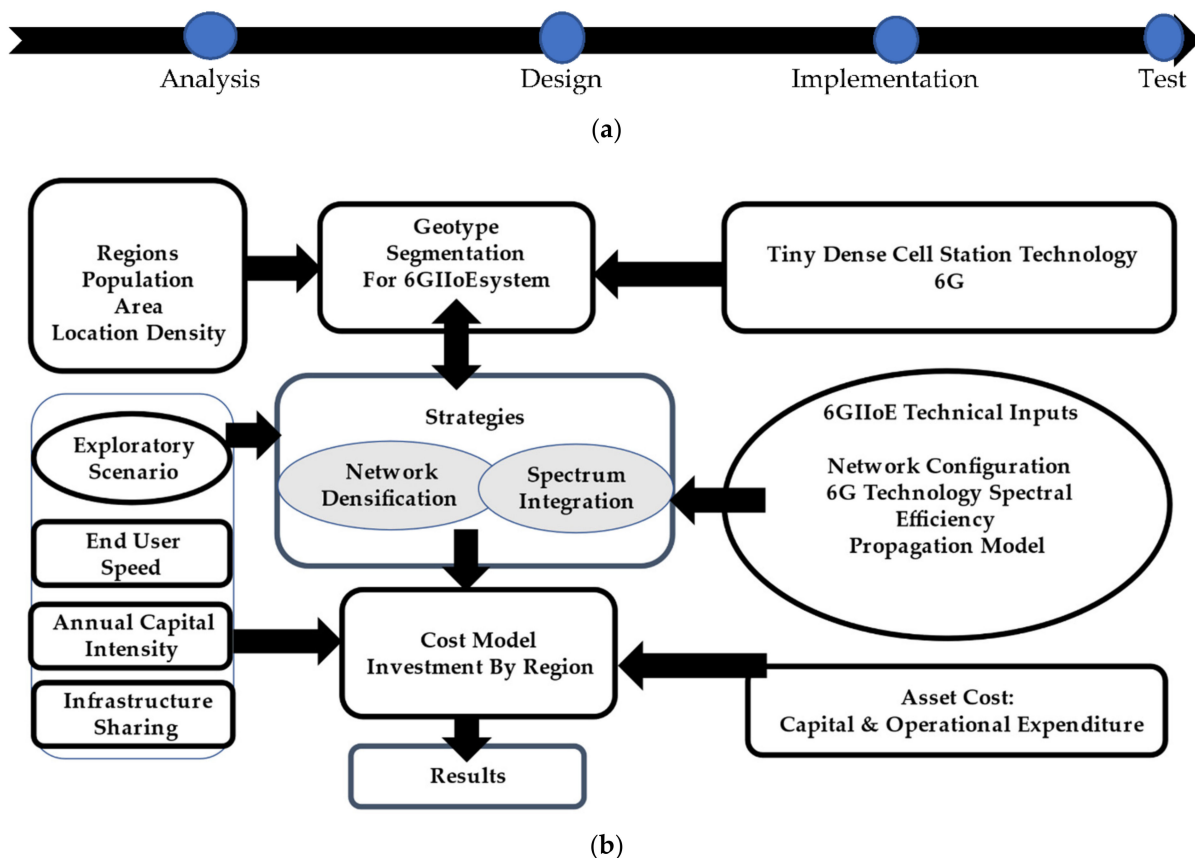 Analysis
Design
Implementation
Test
(a)
Regions
Population
Area
Location Density
Geotype
Segmentation
For 6GIIoEsystem
Tiny Dense Cell Station Technology
6G
Exploratory
Scenario
End User
Speed
Annual Capital
Intensity
Infrastructure
Sharing
Strategies
Network
Densification
Spectrum
Integration
6GIIoE Technical Inputs
Network Configuration
6G Technology Spectral
Efficiency
Propagation Model
Cost Model
Investment By Region
Asset Cost:
Capital & Operational Expenditure
Results
(b)